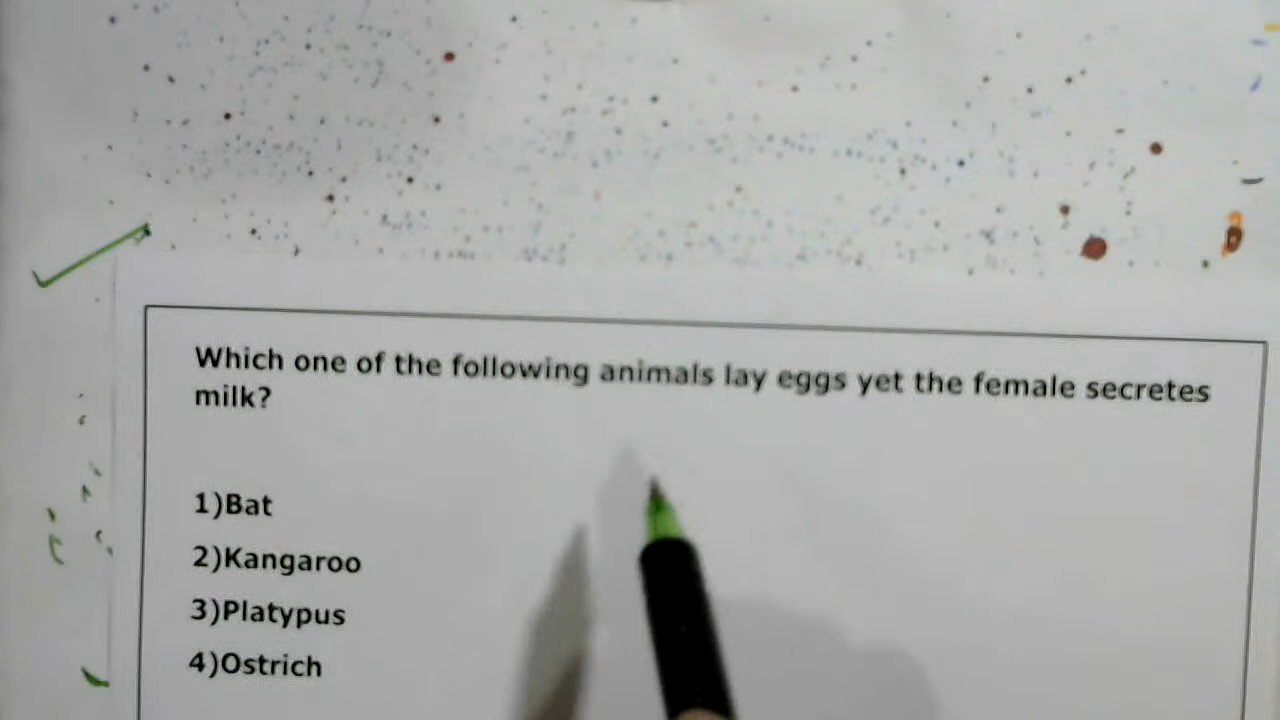 Which one of the following animals lay eggs yet the female secretes
milk?
1)Bat
2)Kangaroo
3)Platypus
4)Ostrich